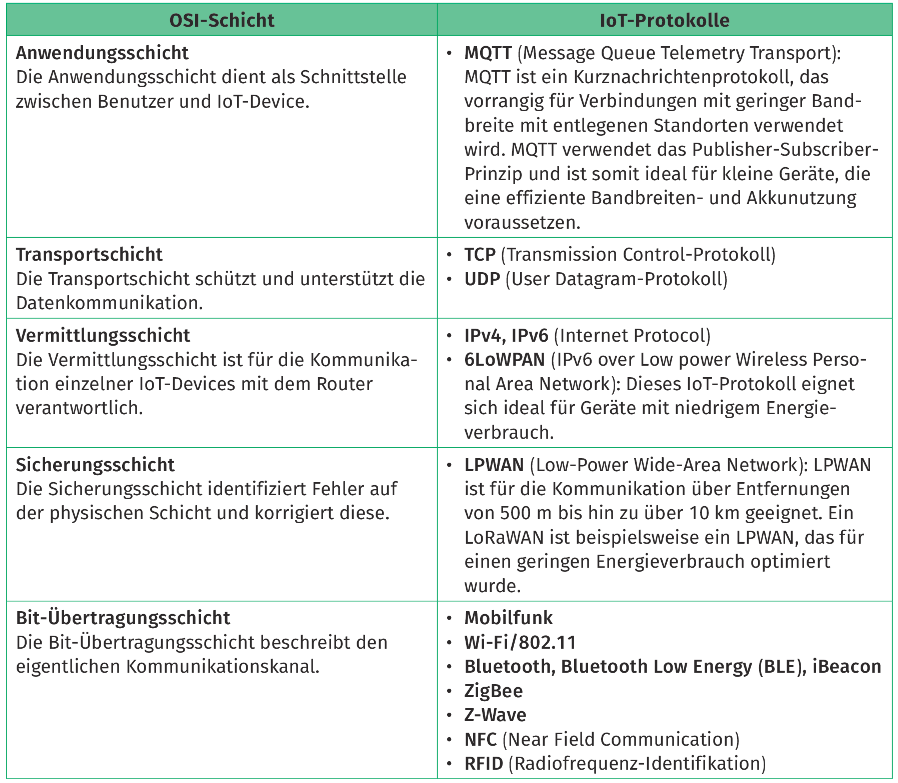 OSI-Schicht
IoT-Protokolle
Anwendungsschicht
Die Anwendungsschicht dient als Schnittstelle
zwischen Benutzer und IoT-Device.
• MQTT (Message Queue Telemetry Transport):
MQTT ist ein Kurznachrichtenprotokoll, das
vorrangig für Verbindungen mit geringer Band-
breite mit entlegenen Standorten verwendet
wird. MQTT verwendet das Publisher-Subscriber-
Prinzip und ist somit ideal für kleine Geräte, die
eine effiziente Bandbreiten- und Akkunutzung
voraussetzen.
Transportschicht
Die Transportschicht schützt und unterstützt die
Datenkommunikation.
• TCP (Transmission Control-Protokoll)
• UDP (User Datagram-Protokoll)
Vermittlungsschicht
Die Vermittlungsschicht ist für die Kommunika-
tion einzelner IoT-Devices mit dem Router
verantwortlich.
• IPv4, IPv6 (Internet Protocol)
• 6LoWPAN (IPv6 over Low power Wireless Perso-
nal Area Network): Dieses IoT-Protokoll eignet
sich ideal für Geräte mit niedrigem Energie-
verbrauch.
Sicherungsschicht
Die Sicherungsschicht identifiziert Fehler auf
der physischen Schicht und korrigiert diese.
• LPWAN (Low-Power Wide-Area Network): LPWAN
ist für die Kommunikation über Entfernungen
von 500 m bis hin zu über 10 km geeignet. Ein
LoRaWAN ist beispielsweise ein LPWAN, das für
einen geringen Energieverbrauch optimiert
wurde.
Bit-Übertragungsschicht
Die Bit-Übertragungsschicht beschreibt den
eigentlichen Kommunikationskanal.
• Mobilfunk
• Wi-Fi/802.11
• Bluetooth, Bluetooth Low Energy (BLE), iBeacon
• ZigBee
• Z-Wave
• NFC (Near Field Communication)
• RFID (Radiofrequenz-Identifikation)